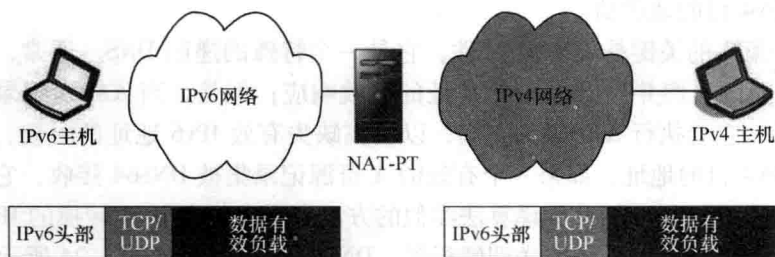 IPv6网络
IPv4网络
IPv6主机
NAT-PT
IPv4 主机
IPv6头部
TCP/
UDP
数据有
效负载
IPv6头部
TCP/
UDP
数据有
效负载